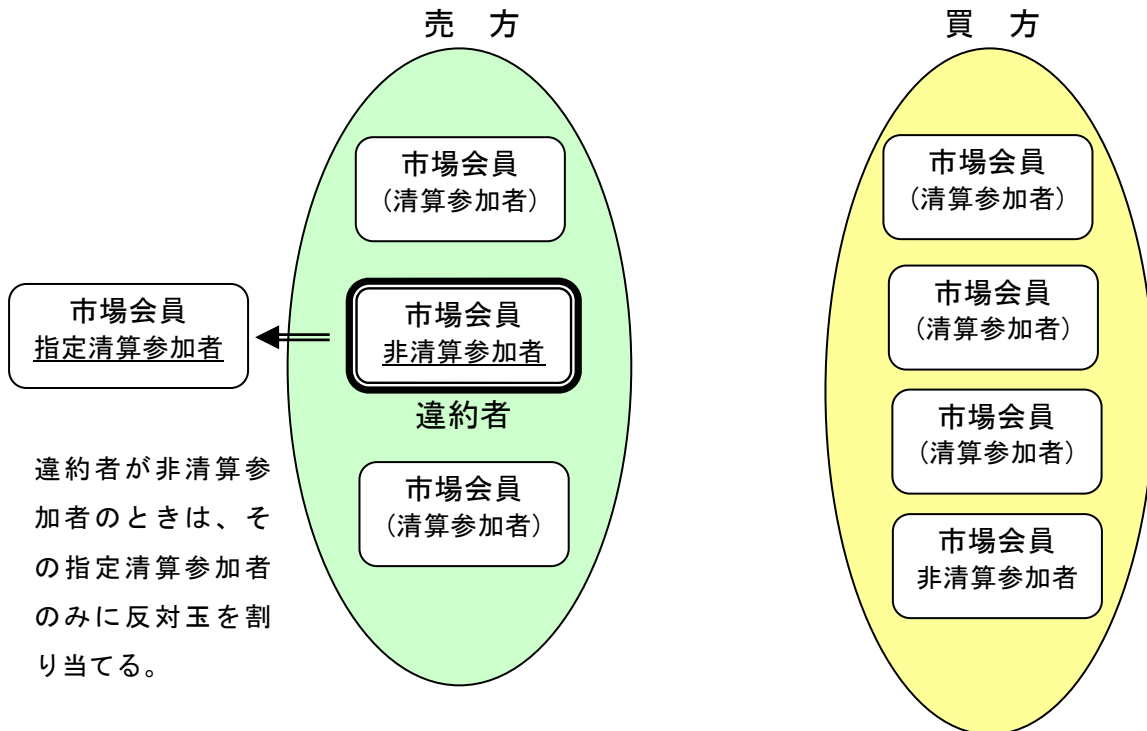 売　方
市場会員
（清算参加者）
市場会員
非清算参加者
違約者
市場会員
（清算参加者）
市場会員
指定清算参加者
違約者が非清算参
加者のときは、そ
の指定清算参加者
のみに反対玉を割
り当てる。
買　方
市場会員
（清算参加者）
市場会員
（清算参加者）
市場会員
（清算参加者）
市場会員
非清算参加者